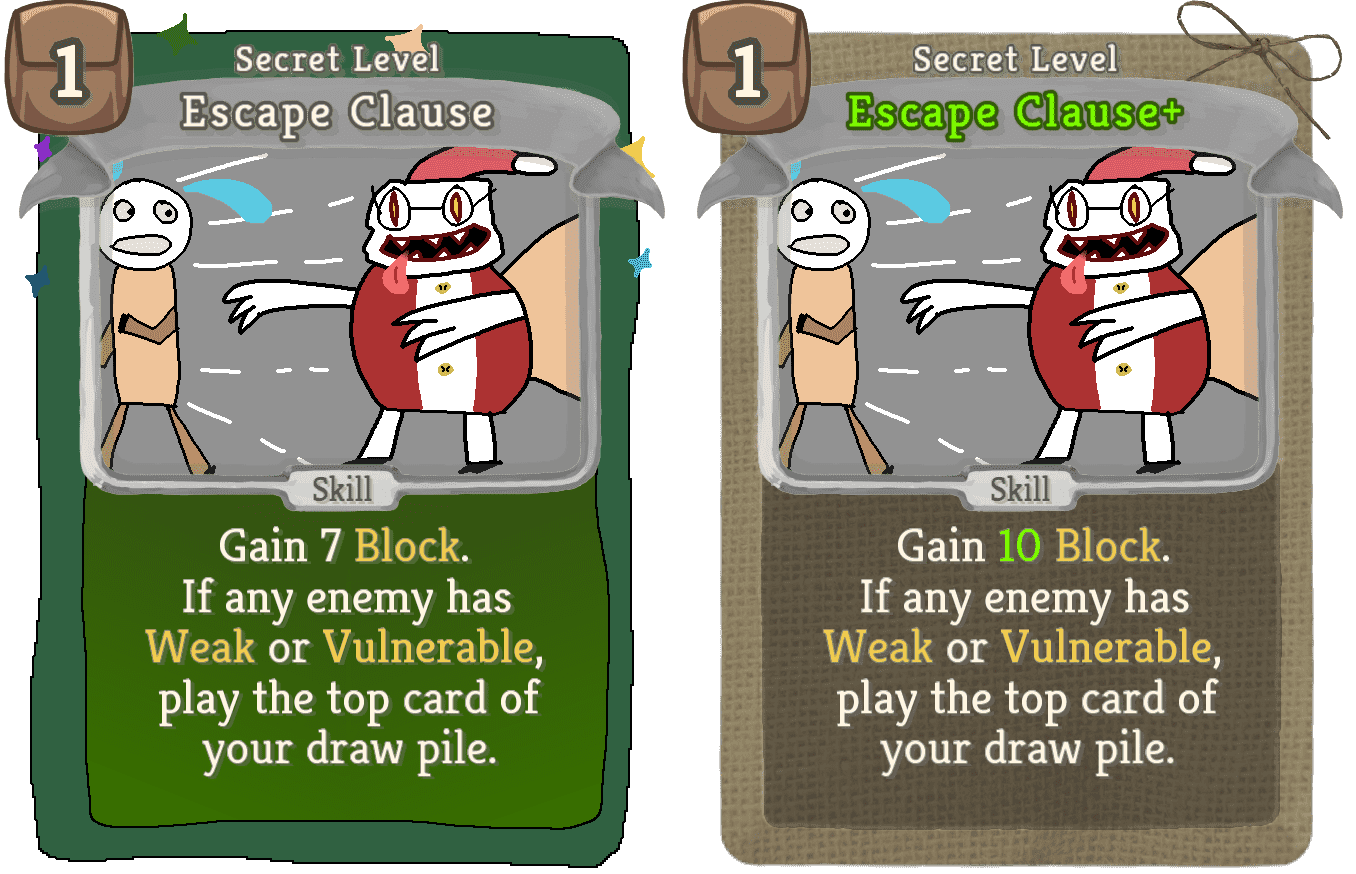 1
Secret Level
Escape Clause
Skill
Gain 7 Block.
If any enemy has
Weak or Vulnerable,
play the top card of
your draw pile.
1
Secret Level
Escape Clause+
Skill
Gain 10 Block.
If any enemy has
Weak or Vulnerable,
play the top card of
your draw pile.